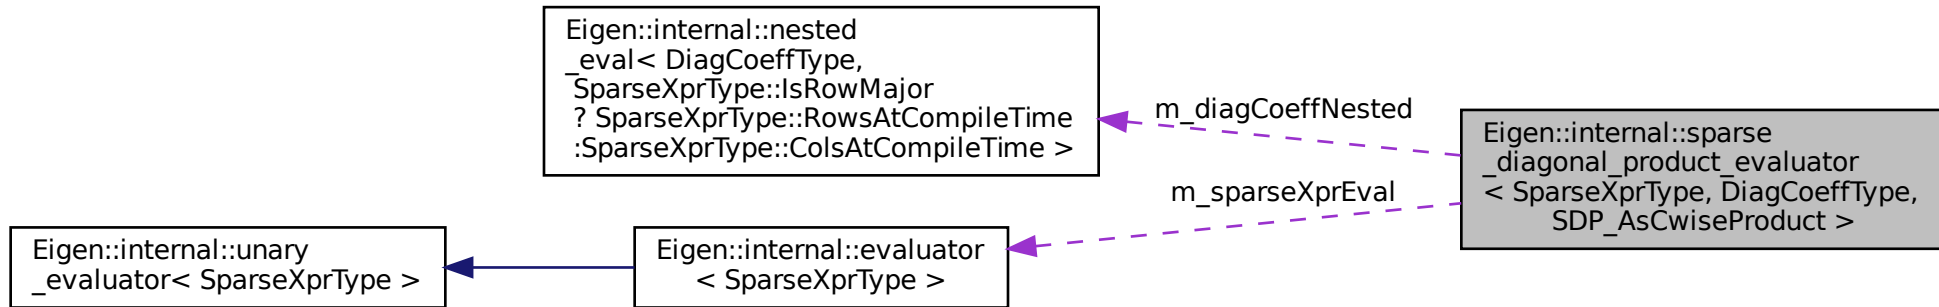 Eigen::internal::nested
_eval< DiagCoeffType,
SparseXprType::IsRowMajor
? SparseXprType::RowsAtCompileTime
:SparseXprType::ColsAtCompileTime >
m_diagCoeffNested
Eigen::internal::sparse
_diagonal_product_evaluator
< SparseXprType, DiagCoeffType,
SDP_AsCwiseProduct >
m_sparseXprEval
Eigen::internal::unary
_evaluator< SparseXprType >
Eigen::internal::evaluator
< SparseXprType >